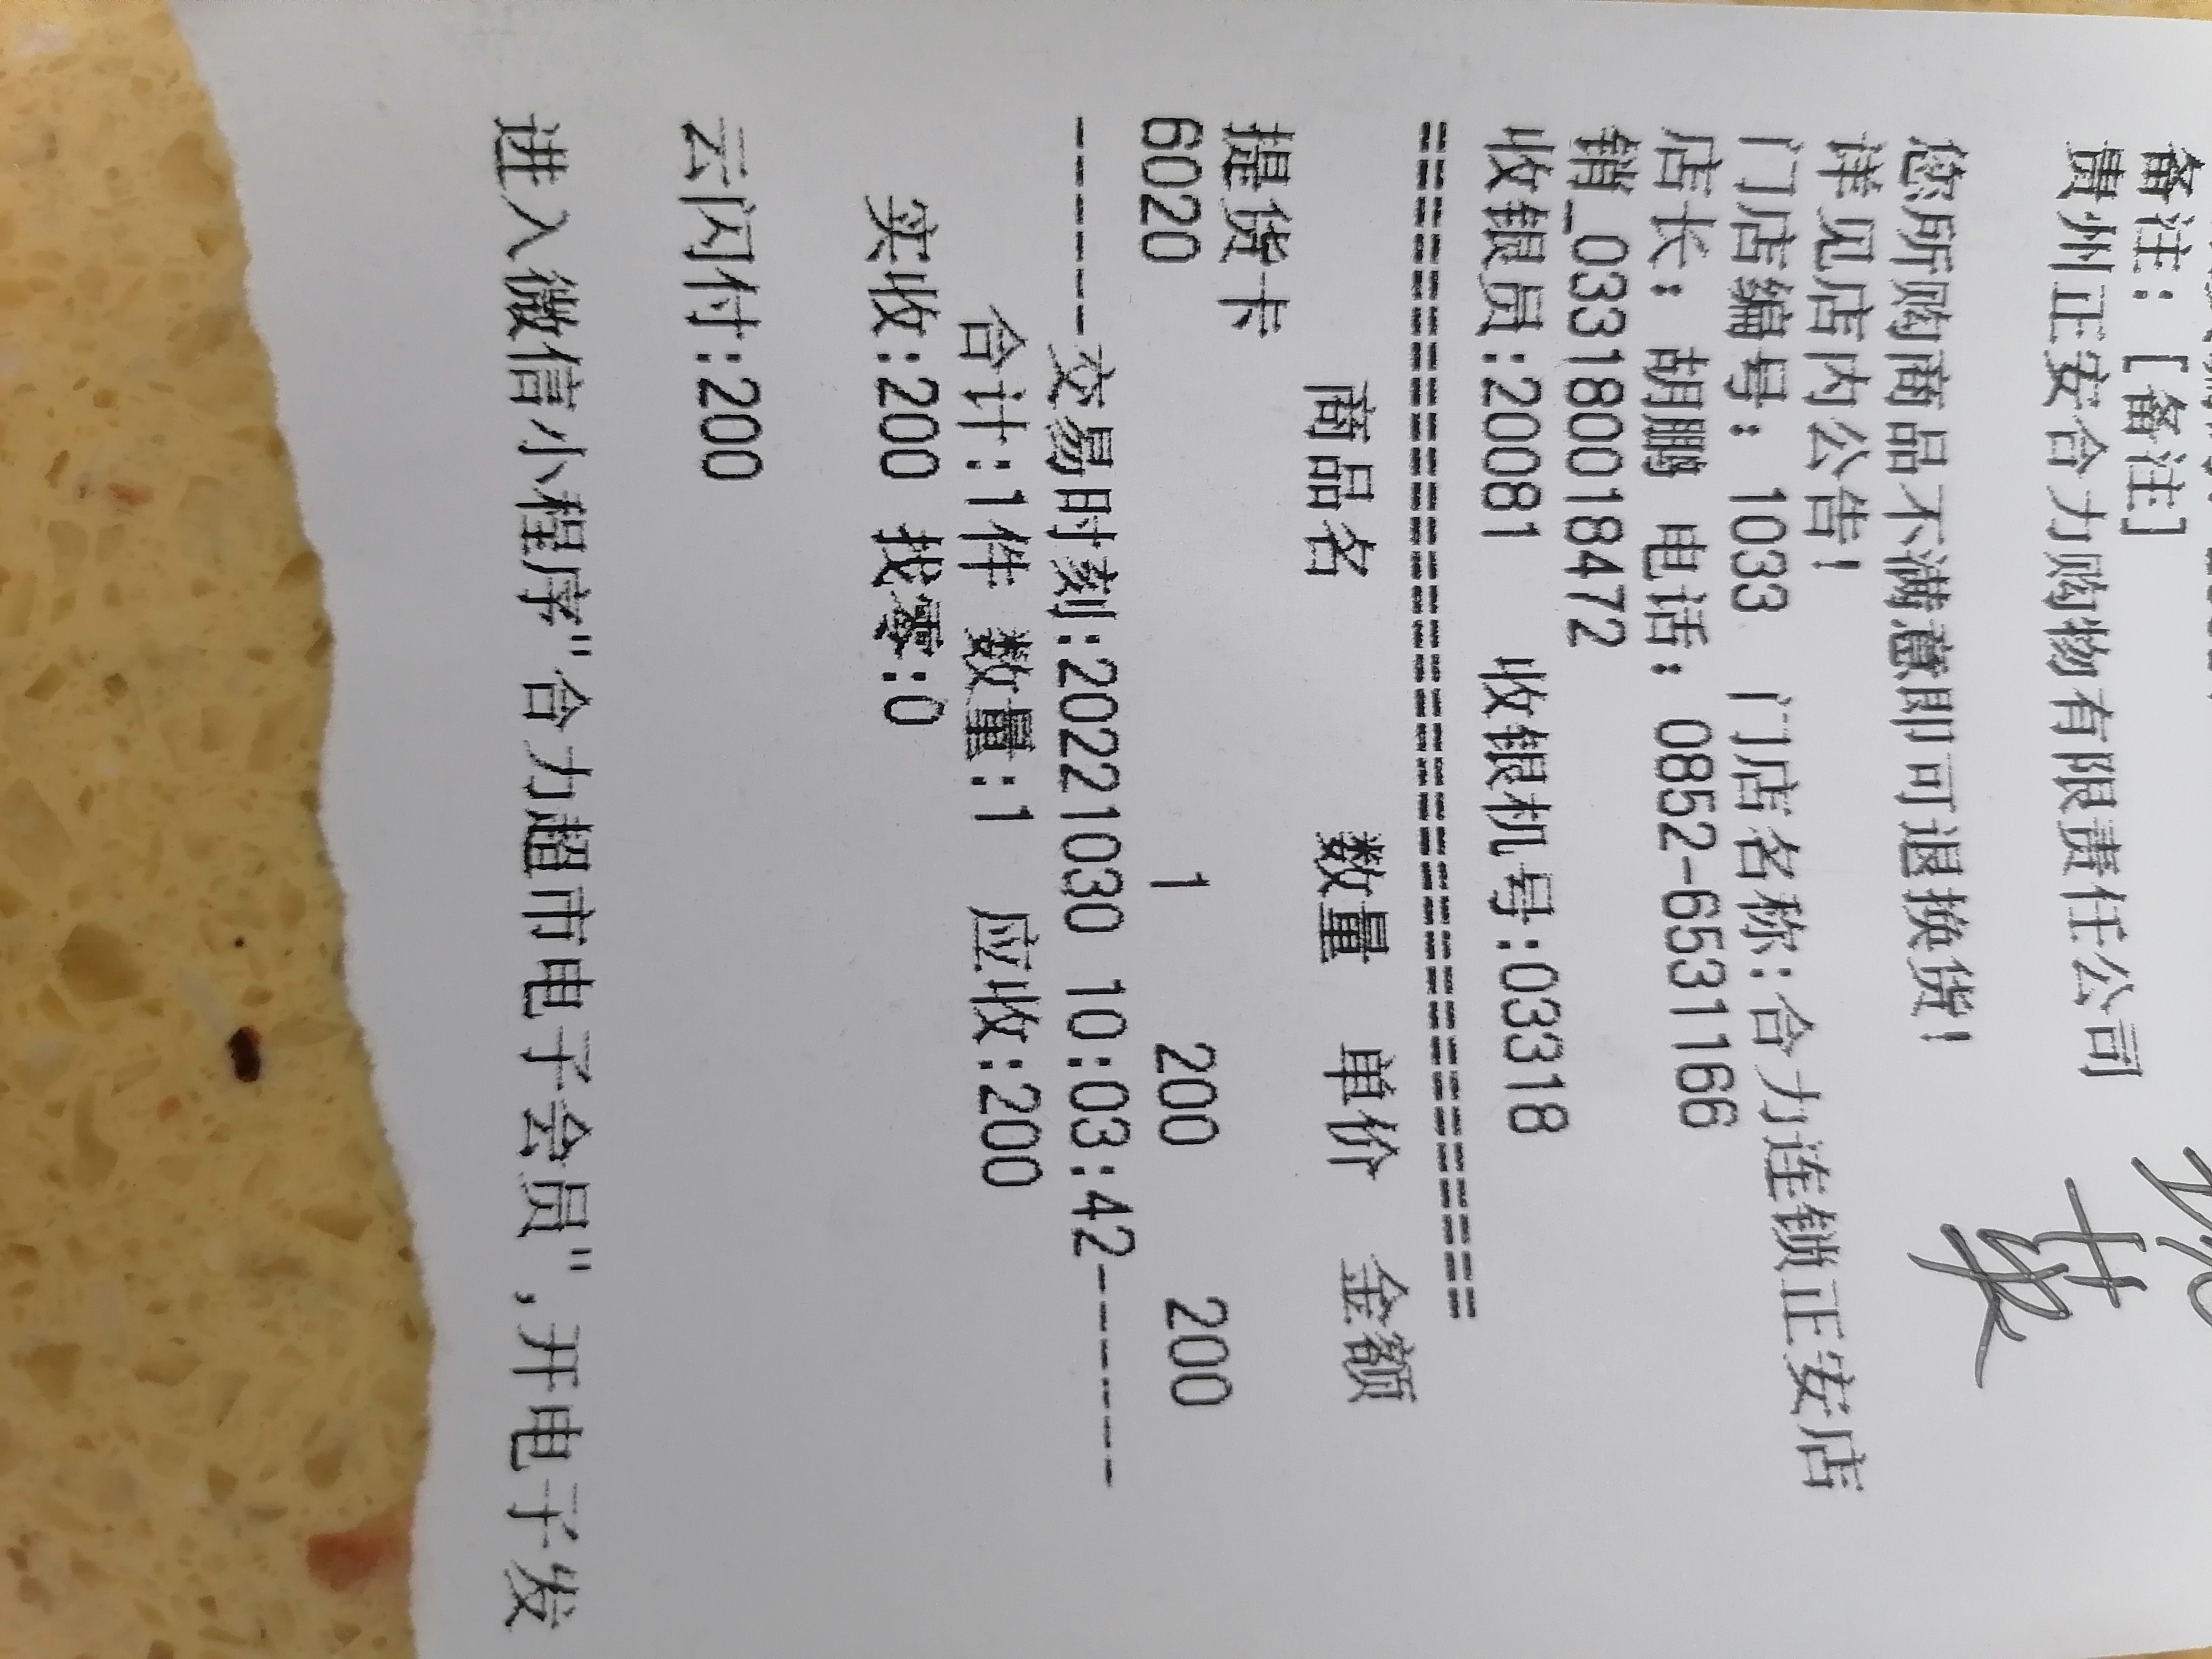 备注：[备注]
贵州正安合力购物有限责任公司
您所购商品不满意即可退换货！
详见店内公告！
门店编号：1033 门店名称：合力连锁正安店
店长：胡鹏 电话：0852-6531166
销_0331800018472
收银员:20081 收银机号:03318
==========================================
商品名 数量 单价 金额
提货卡
6020 1 200 200
------交易时刻:20221030 10:03:42------
合计:1件 数量:1 应收:200
实收:200 找零:0
云闪付:200
进入微信小程序"合力超市电子会员",开电子发